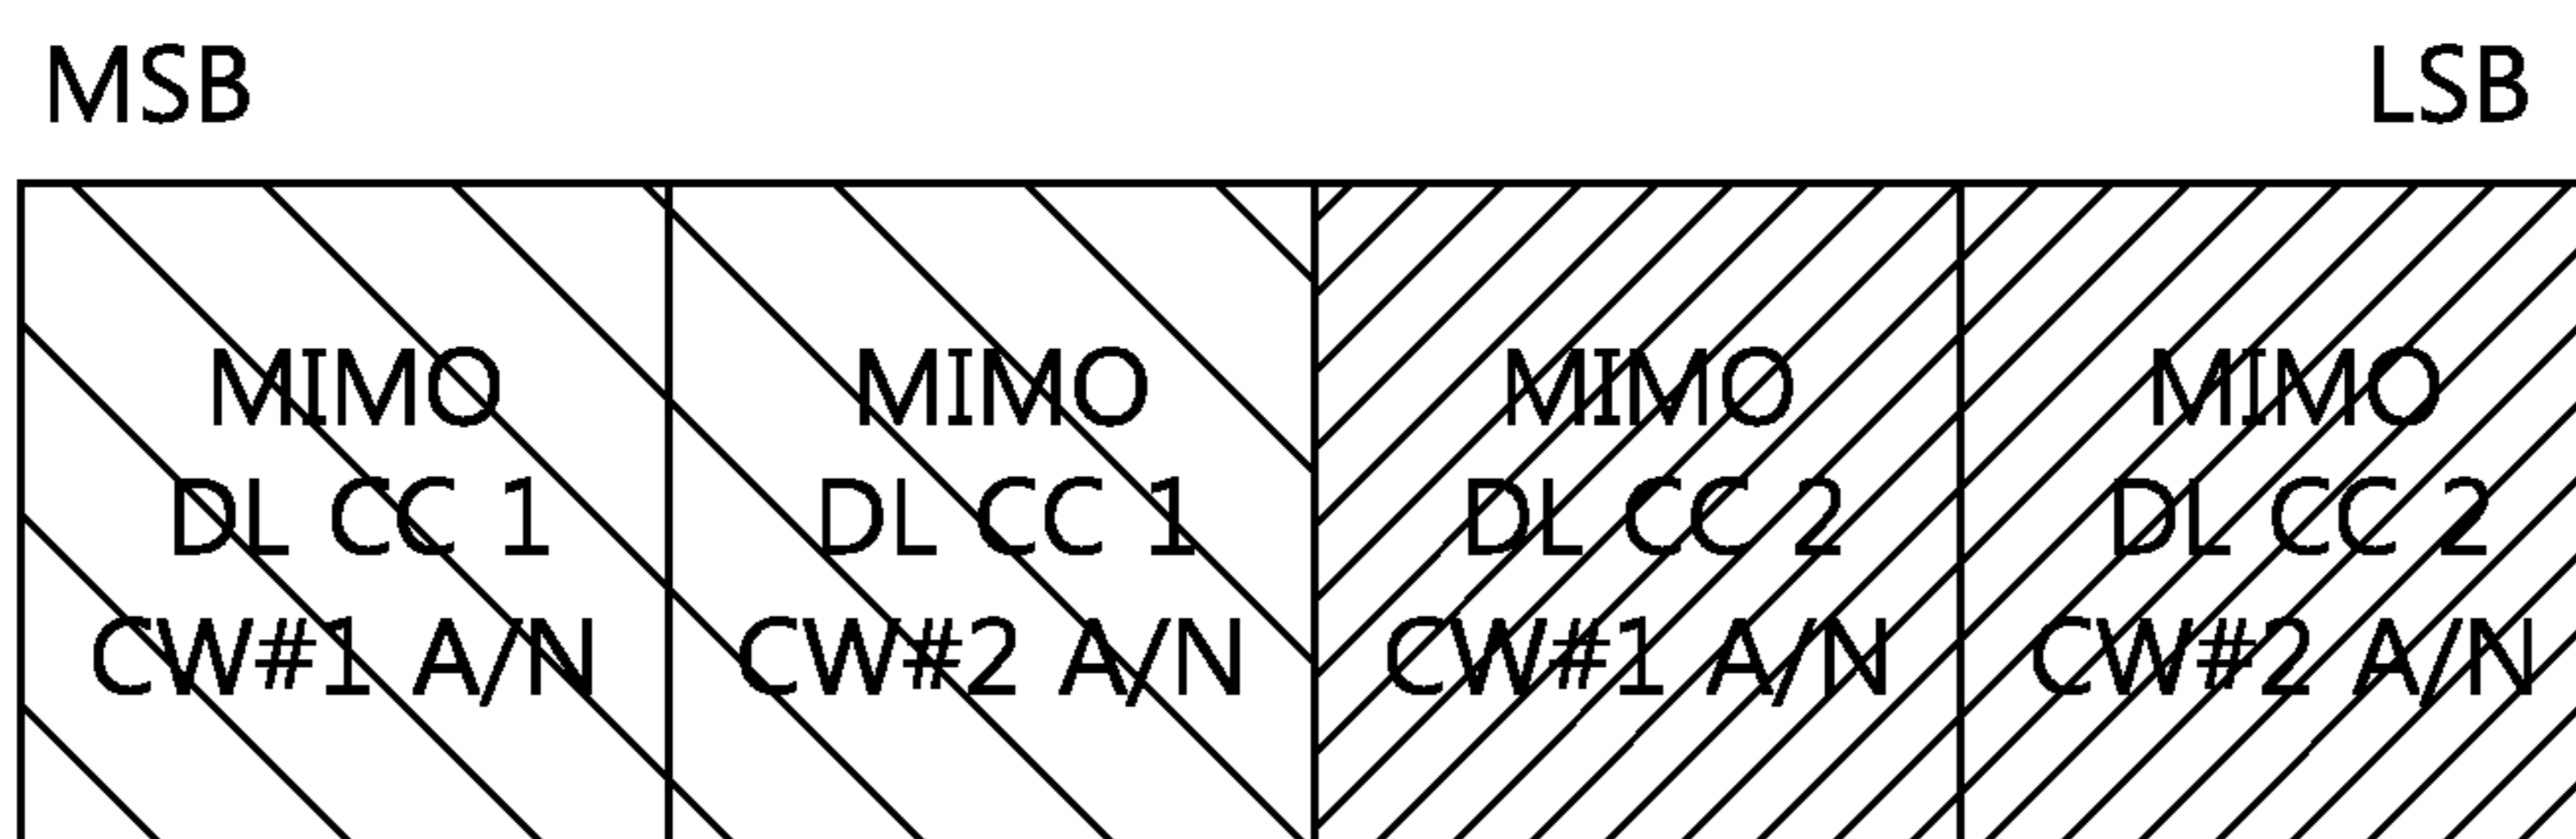 MSB LSB
MIMO MIMO MIMO MIMO
DL CC 1 DL CC 1 DL CC 2 DL CC 2
CW#1 A/N CW#2 A/N CW#1 A/N CW#2 A/N